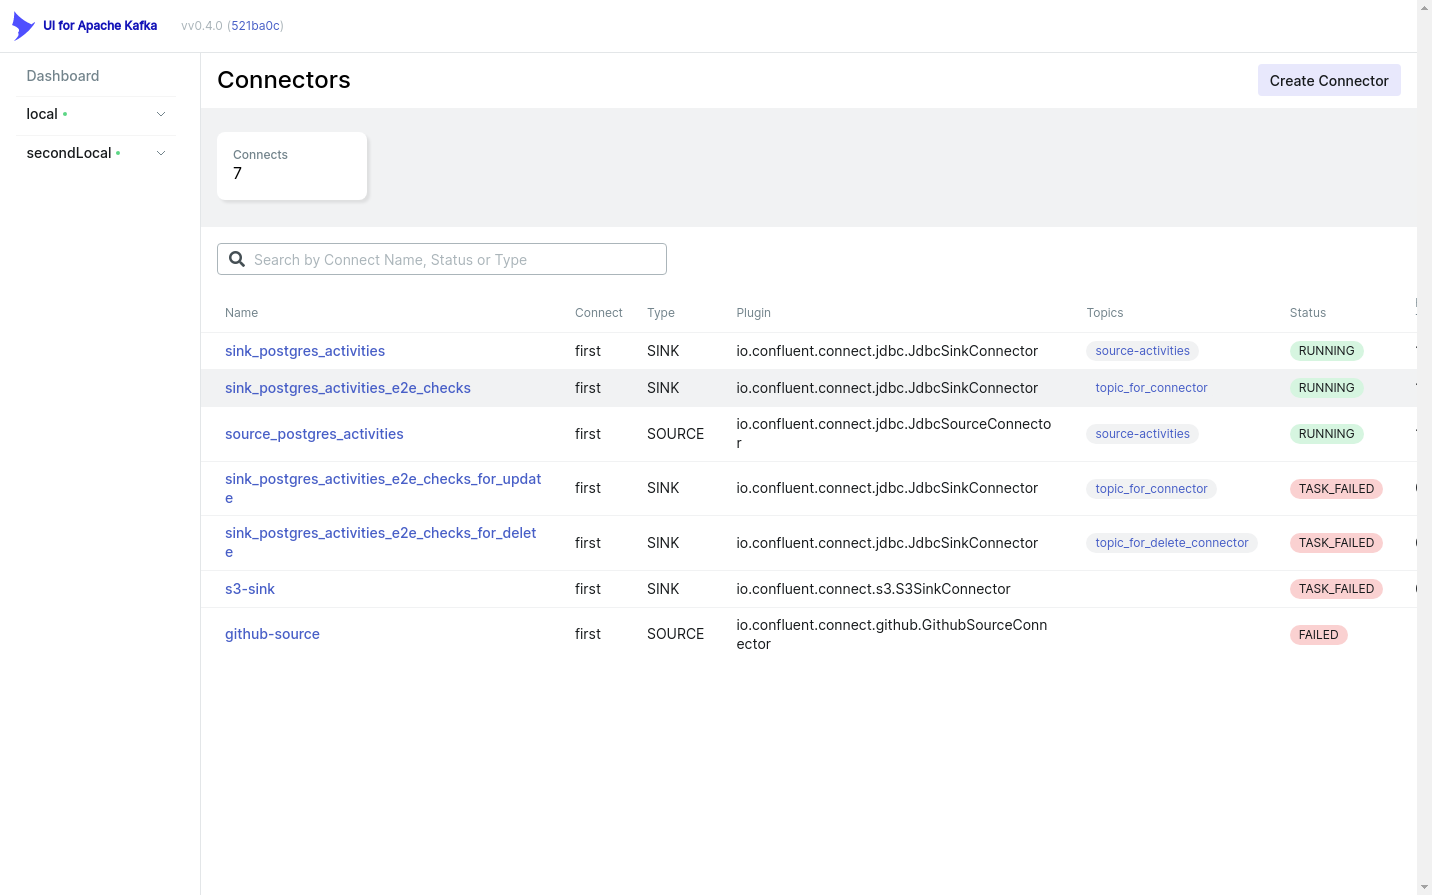 UI for Apache Kafka
vv0.4.0 (521ba0c)
Dashboard
local
secondLocal
Connectors
Create Connector
Connects
7
Search by Connect Name, Status or Type
Name Connect Type Plugin Topics Status
sink_postgres_activities first SINK io.confluent.connect.jdbc.JdbcSinkConnector source-activities RUNNING
sink_postgres_activities_e2e_checks first SINK io.confluent.connect.jdbc.JdbcSinkConnector topic_for_connector RUNNING
source_postgres_activities first SOURCE io.confluent.connect.jdbc.JdbcSourceConnecto
r
source-activities RUNNING
sink_postgres_activities_e2e_checks_for_updat
e
first SINK io.confluent.connect.jdbc.JdbcSinkConnector topic_for_connector TASK_FAILED
sink_postgres_activities_e2e_checks_for_delet
e
first SINK io.confluent.connect.jdbc.JdbcSinkConnector topic_for_delete_connector TASK_FAILED
s3-sink first SINK io.confluent.connect.s3.S3SinkConnector TASK_FAILED
github-source first SOURCE io.confluent.connect.github.GithubSourceConn
ector
FAILED